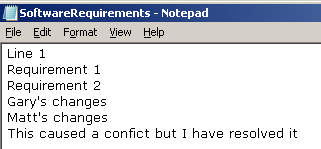 SoftwareRequirements - Notepad
File Edit Format View Help
Line 1
Requirement 1
Requirement 2
Gary's changes
Matt's changes
This caused a confict but I have resolved it